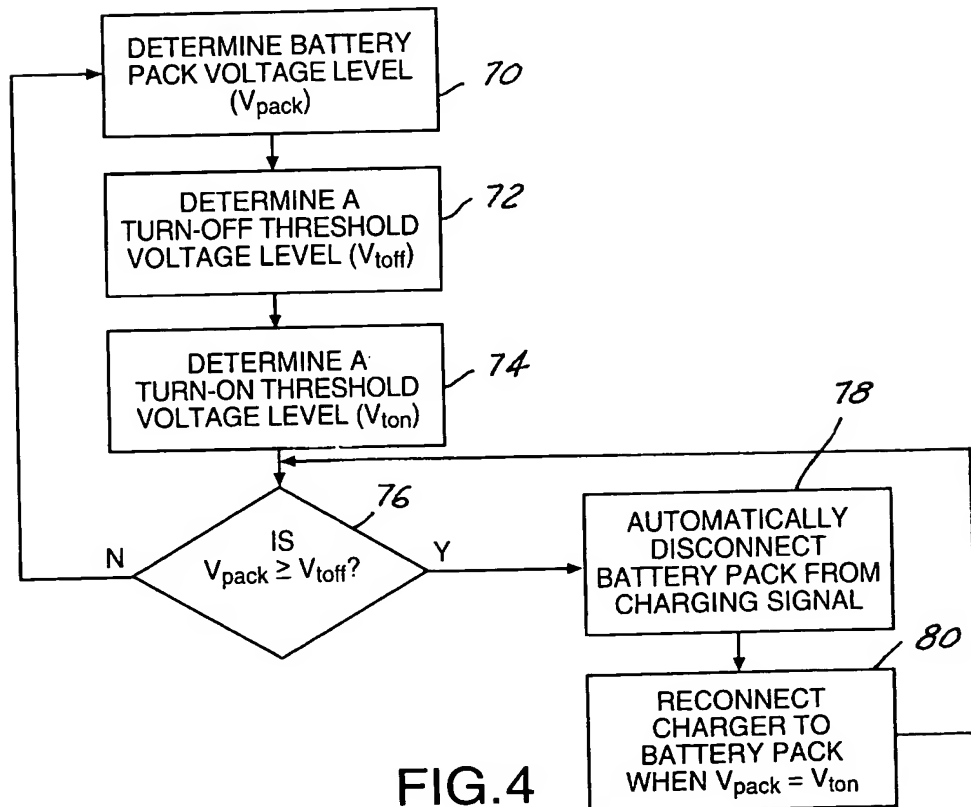 DETERMINE BATTERY
PACK VOLTAGE LEVEL
(Vpack)
70
DETERMINE A
TURN-OFF THRESHOLD
VOLTAGE LEVEL (Vtoff)
72
DETERMINE A
TURN-ON THRESHOLD
VOLTAGE LEVEL (Vton)
74
76
IS
Vpack ≥ Vtoff?
N
Y
78
AUTOMATICALLY
DISCONNECT
BATTERY PACK FROM
CHARGING SIGNAL
80
RECONNECT
CHARGER TO
BATTERY PACK
WHEN Vpack = Vton
FIG.4